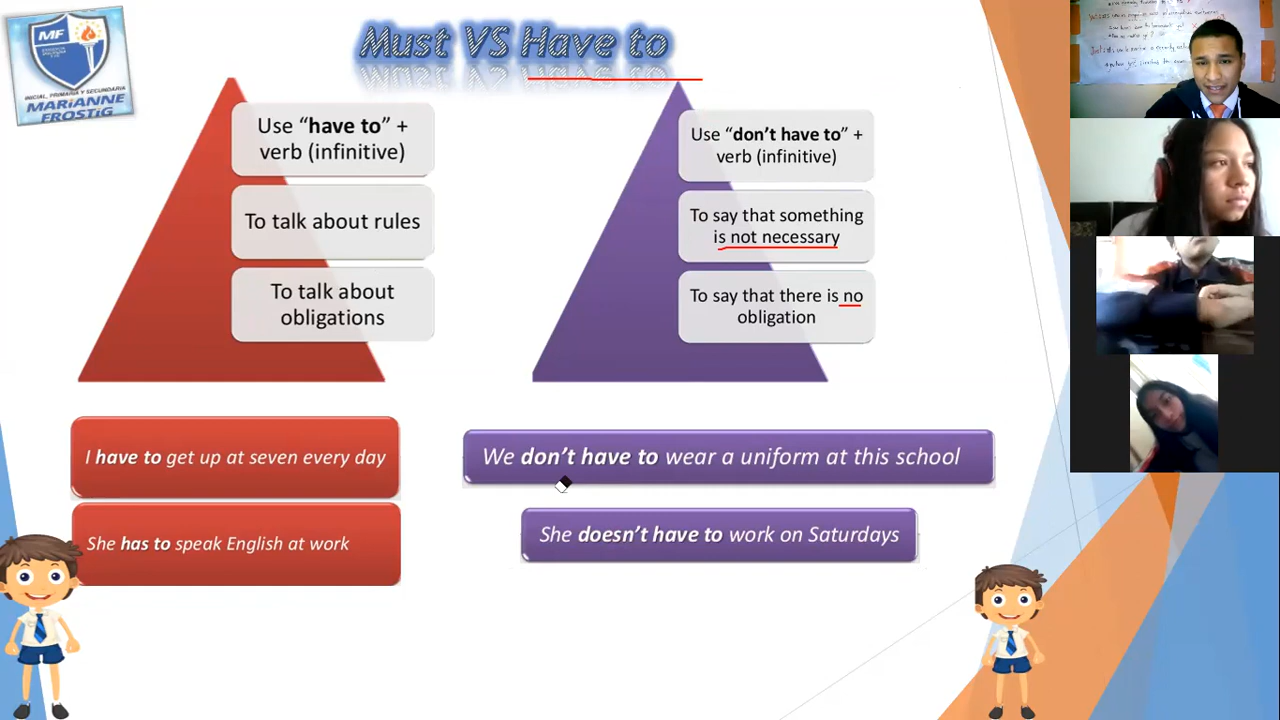 MF
INICIAL, PRIMARIA Y SECUNDARIA
MARIANNE
FROSTIG
Must VS Have to
Use “have to” +
verb (infinitive)
To talk about rules
To talk about
obligations
Use “don’t have to” +
verb (infinitive)
To say that something
is not necessary
To say that there is no
obligation
I have to get up at seven every day
She has to speak English at work
We don’t have to wear a uniform at this school
She doesn’t have to work on Saturdays